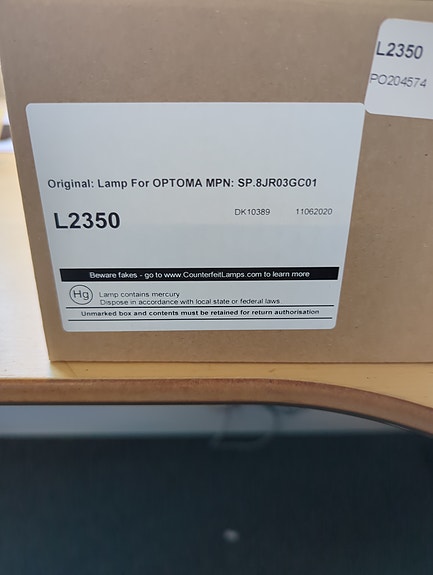 L2350
PO204574
Original: Lamp For OPTOMA MPN: SP.8JR03GC01
L2350
DK10389 11062020
Beware fakes - go to www.CounterfeitLamps.com to learn more
Hg
Lamp contains mercury
Dispose in accordance with local state or federal laws
Unmarked box and contents must be retained for return authorisation